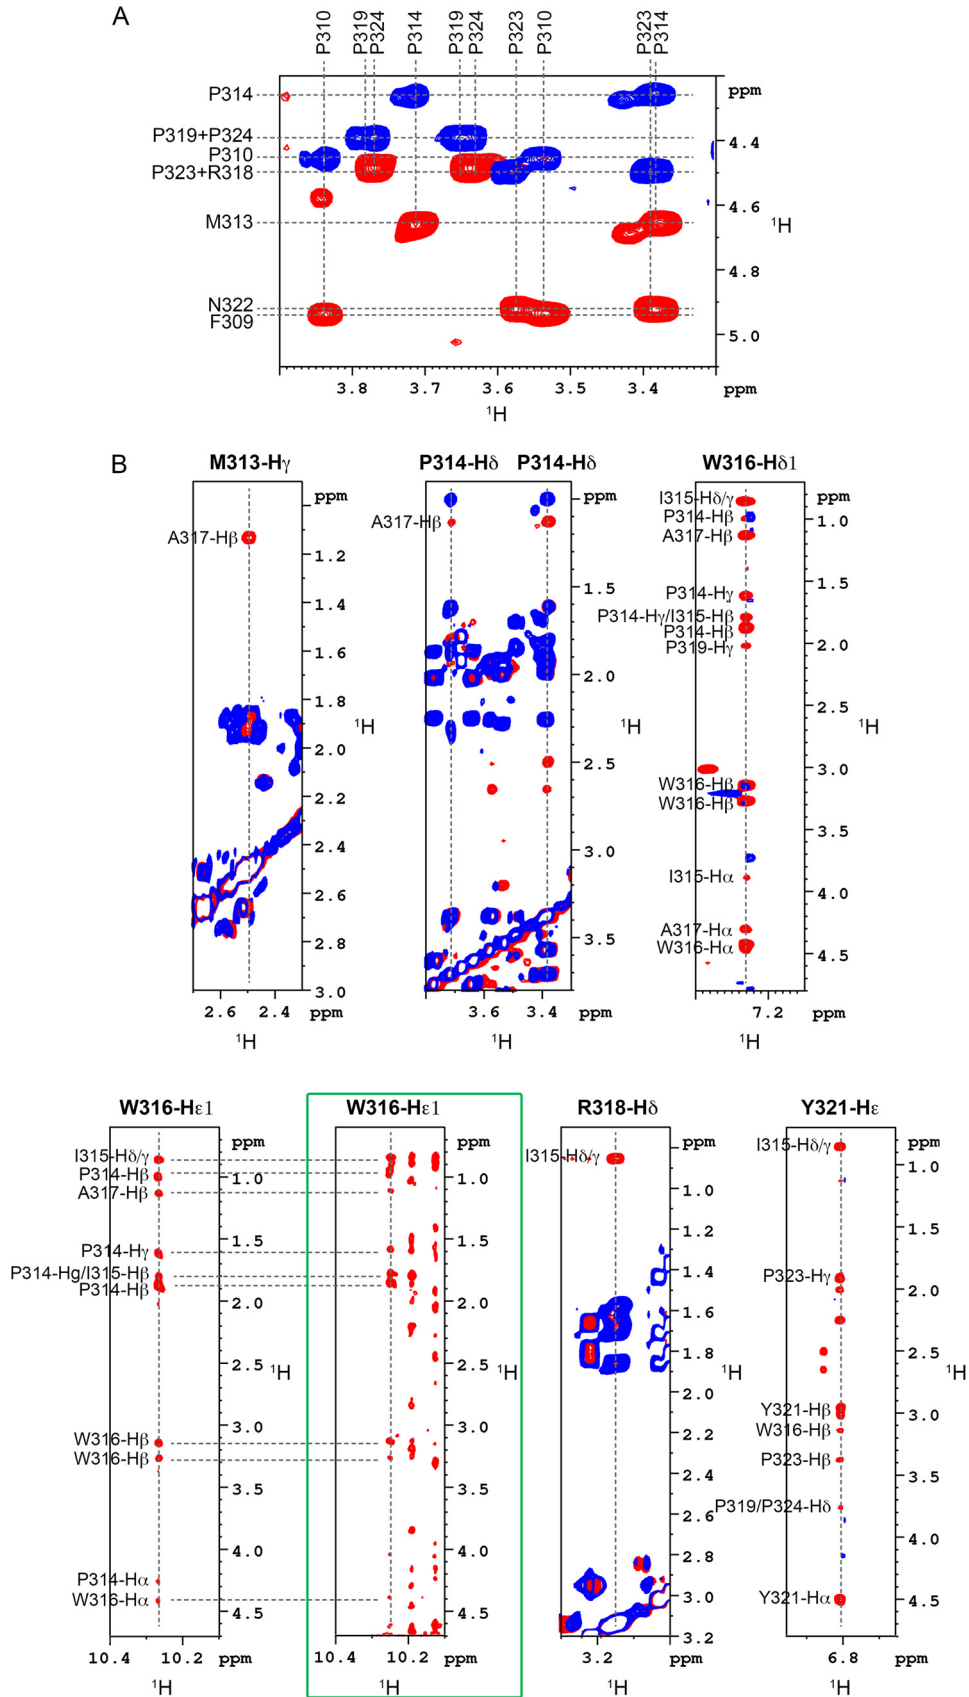 A
P310
P319
P324
P314
P319
P324
P323
P310
P323
P314
P314
P319+P324
P310
P323+R318
M313
N322
F309
ppm
4.4
4.6
4.8
5.0
¹H
3.8 3.7 3.6 3.5 3.4 ppm
¹H
B
M313-Hγ
A317-Hβ
ppm
1.2
1.4
1.6
1.8
2.0
2.2
2.4
2.6
2.8
3.0
¹H
2.6 2.4 ppm
¹H
P314-Hδ P314-Hδ
A317-Hβ
ppm
1.5
2.0
2.5
3.0
3.5
¹H
3.6 3.4 ppm
¹H
W316-Hδ1
I315-Hδ/γ
P314-Hβ
A317-Hβ
P314-Hγ
P314-Hγ/I315-Hβ
P314-Hβ
P319-Hγ
W316-Hβ
W316-Hβ
I315-Hα
A317-Hα
W316-Hα
ppm
1.0
1.5
2.0
2.5
3.0
3.5
4.0
4.5
¹H
7.2 ppm
¹H
W316-Hε1
I315-Hδ/γ
P314-Hβ
A317-Hβ
P314-Hγ
P314-Hg/I315-Hβ
P314-Hβ
W316-Hβ
W316-Hβ
P314-Hα
W316-Hα
ppm
1.0
1.5
2.0
2.5
3.0
3.5
4.0
4.5
¹H
10.4 10.2 ppm
¹H
W316-Hε1
ppm
1.0
1.5
2.0
2.5
3.0
3.5
4.0
4.5
¹H
10.4 10.2 ppm
¹H
R318-Hδ
I315-Hδ/γ
ppm
1.0
1.2
1.4
1.6
1.8
2.0
2.2
2.4
2.6
2.8
3.0
3.2
¹H
3.2 ppm
¹H
Y321-Hε
I315-Hδ/γ
P323-Hγ
Y321-Hβ
W316-Hβ
P323-Hβ
P319/P324-Hδ
Y321-Hα
ppm
1.0
1.5
2.0
2.5
3.0
3.5
4.0
4.5
¹H
6.8 ppm
¹H